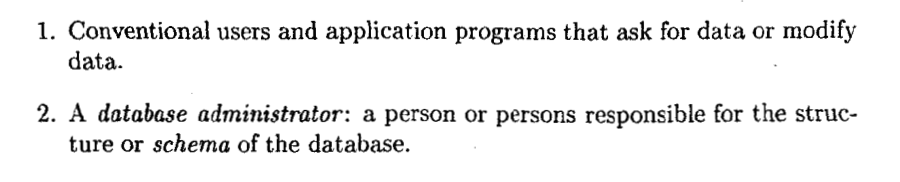 1. Conventional users and application programs that ask for data or modify
data.
2. A database administrator: a person or persons responsible for the struc-
ture or schema of the database.